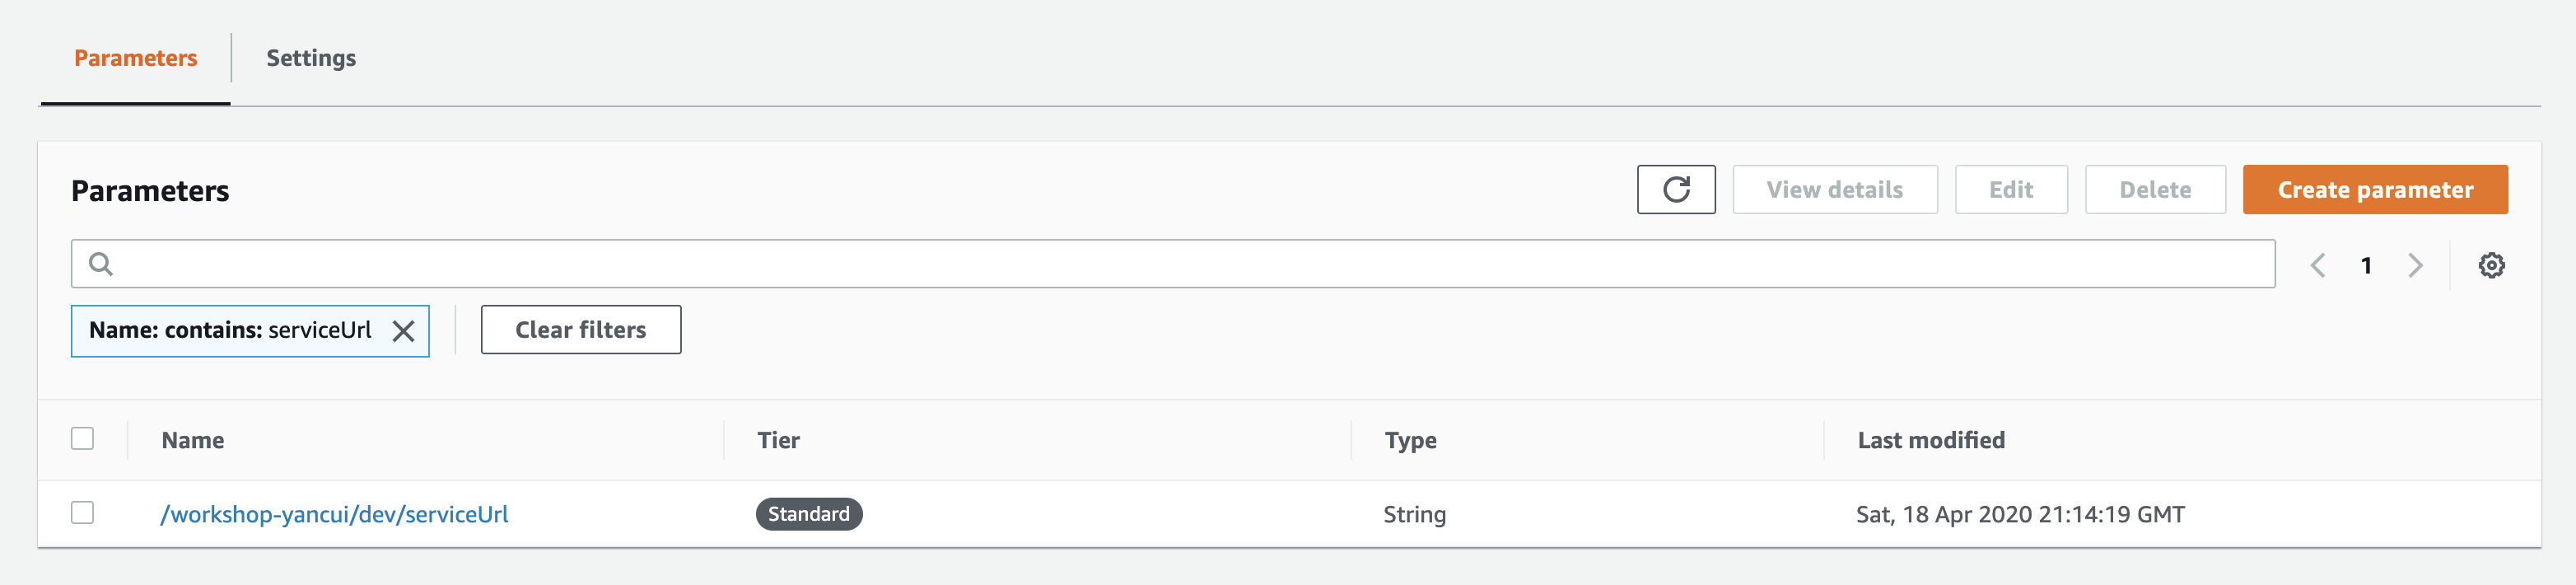 Parameters Settings
Parameters View details Edit Delete Create parameter
1
Name: contains: serviceUrl Clear filters
Name Tier Type Last modified
/workshop-yancui/dev/serviceUrl Standard String Sat, 18 Apr 2020 21:14:19 GMT